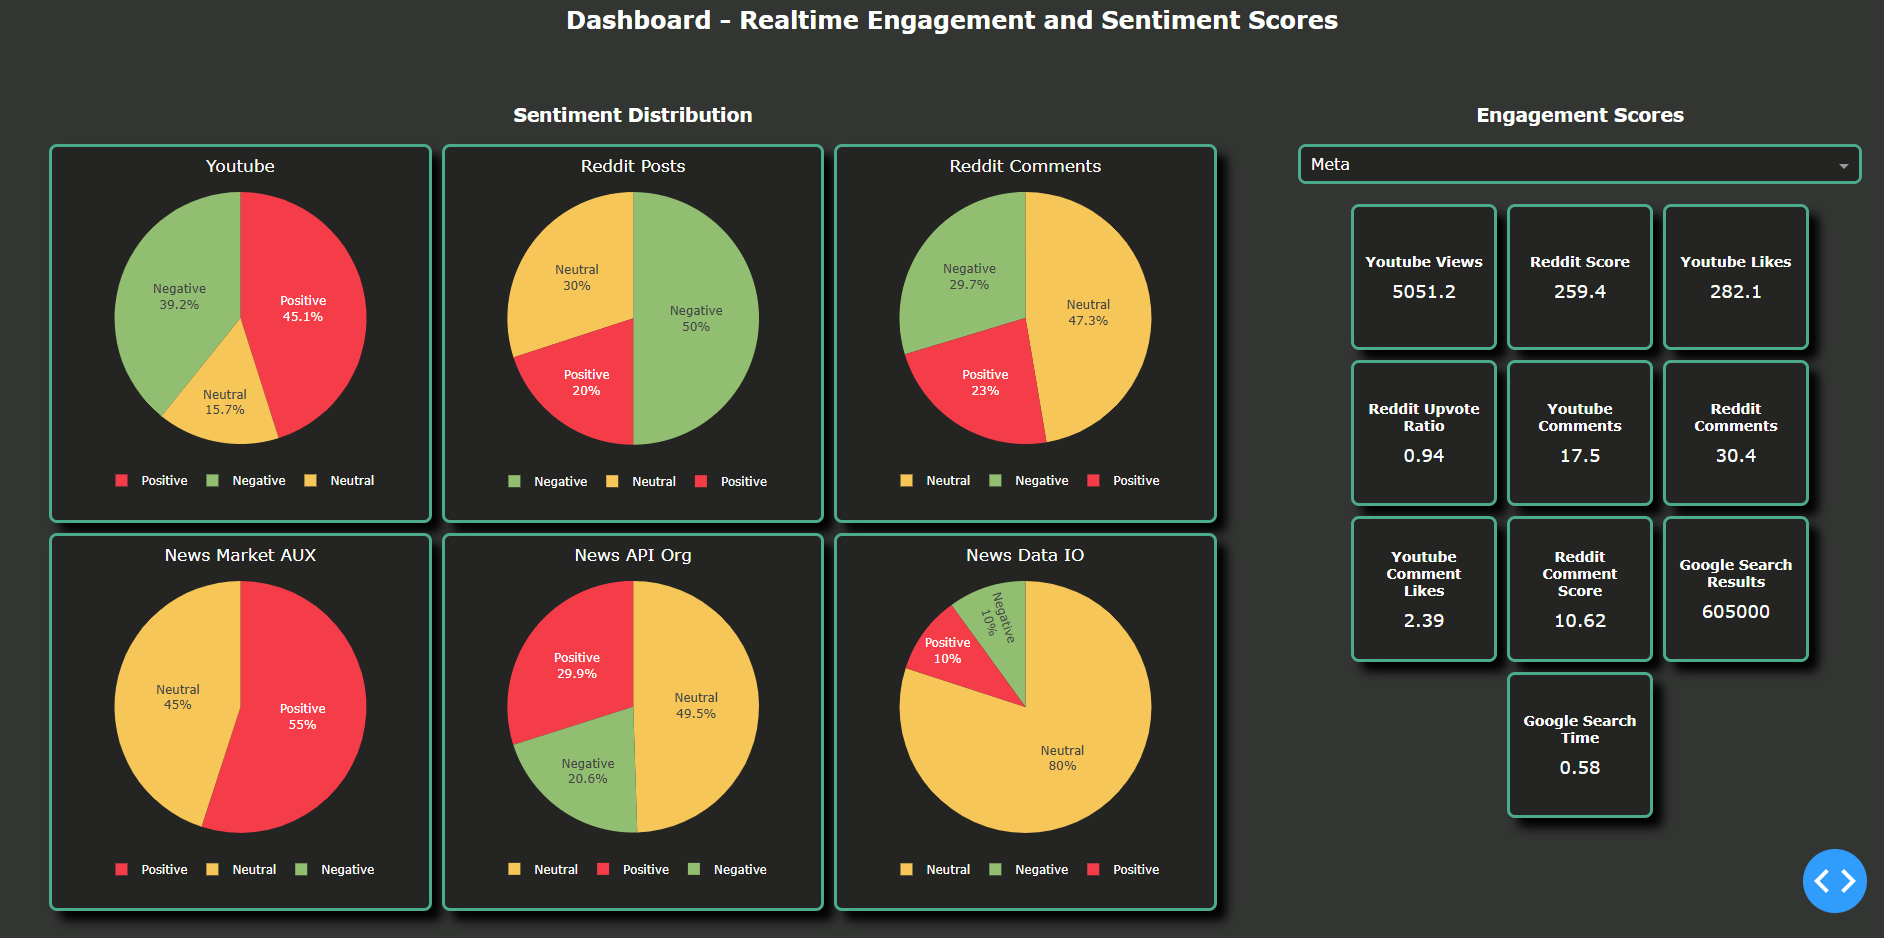 Dashboard - Realtime Engagement and Sentiment Scores
Sentiment Distribution
Youtube
Negative
39.2%
Positive
45.1%
Neutral
15.7%
Positive Negative Neutral
Reddit Posts
Neutral
30%
Negative
50%
Positive
20%
Negative Neutral Positive
Reddit Comments
Negative
29.7%
Neutral
47.3%
Positive
23%
Neutral Negative Positive
News Market AUX
Neutral
45%
Positive
55%
Positive Neutral Negative
News API Org
Positive
29.9%
Neutral
49.5%
Negative
20.6%
Neutral Positive Negative
News Data IO
Negative
10%
Positive
10%
Neutral
80%
Neutral Negative Positive
Engagement Scores
Meta
Youtube Views
5051.2
Reddit Score
259.4
Youtube Likes
282.1
Reddit Upvote
Ratio
0.94
Youtube
Comments
17.5
Reddit
Comments
30.4
Youtube
Comment
Likes
2.39
Reddit
Comment
Score
10.62
Google Search
Results
605000
Google Search
Time
0.58